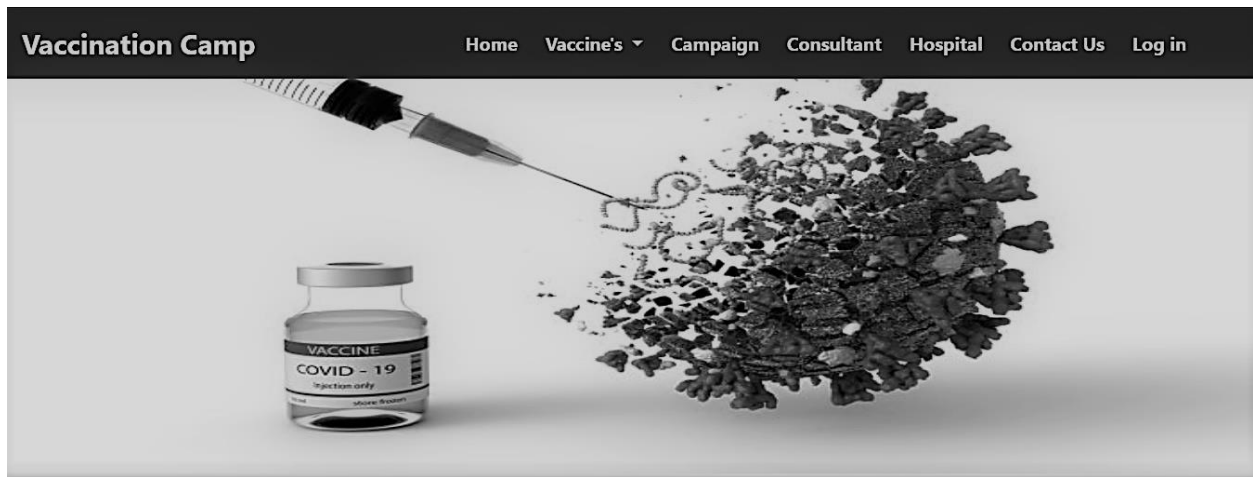 Vaccination Camp
Home Vaccine's Campaign Consultant Hospital Contact Us Log in
VACCINE
COVID - 19
Injection only
store frozen